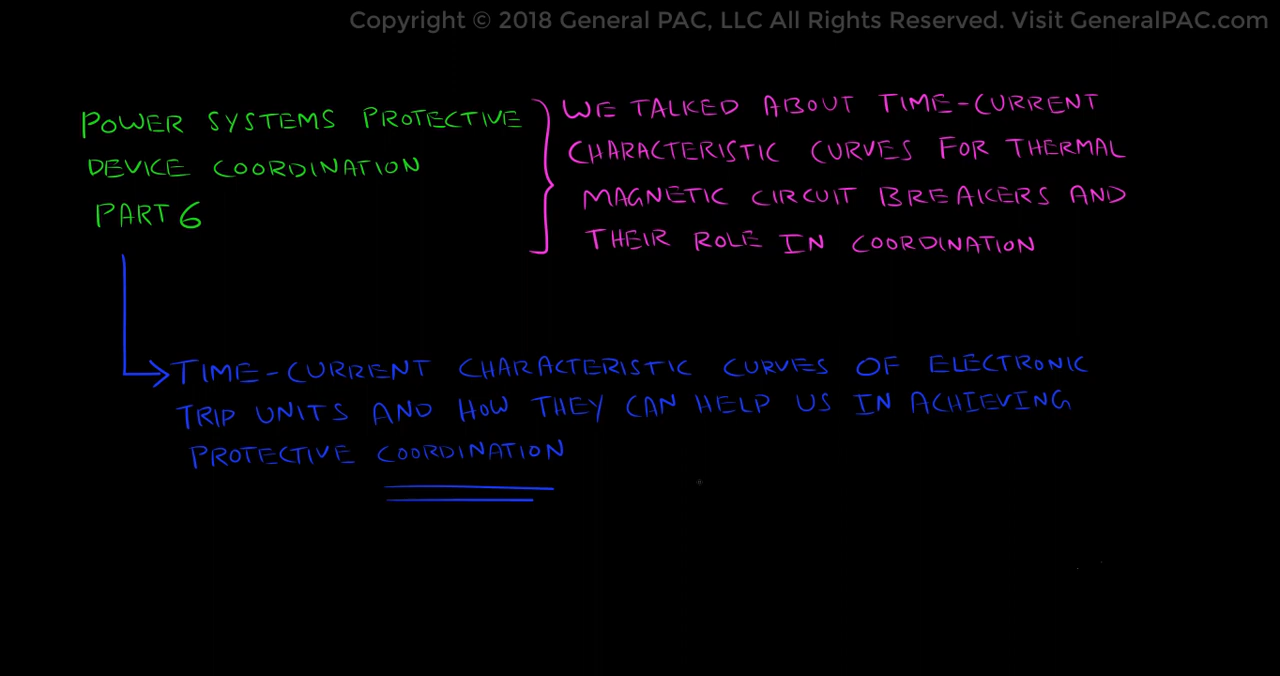 Copyright © 2018 General PAC, LLC All Rights Reserved. Visit GeneralPAC.com
POWER SYSTEMS PROTECTIVE
DEVICE COORDINATION
PART 6
WE TALKED ABOUT TIME-CURRENT
CHARACTERISTIC CURVES FOR THERMAL
MAGNETIC CIRCUIT BREAKERS AND
THEIR ROLE IN COORDINATION
TIME-CURRENT CHARACTERISTIC CURVES OF ELECTRONIC
TRIP UNITS AND HOW THEY CAN HELP US IN ACHIEVING
PROTECTIVE COORDINATION